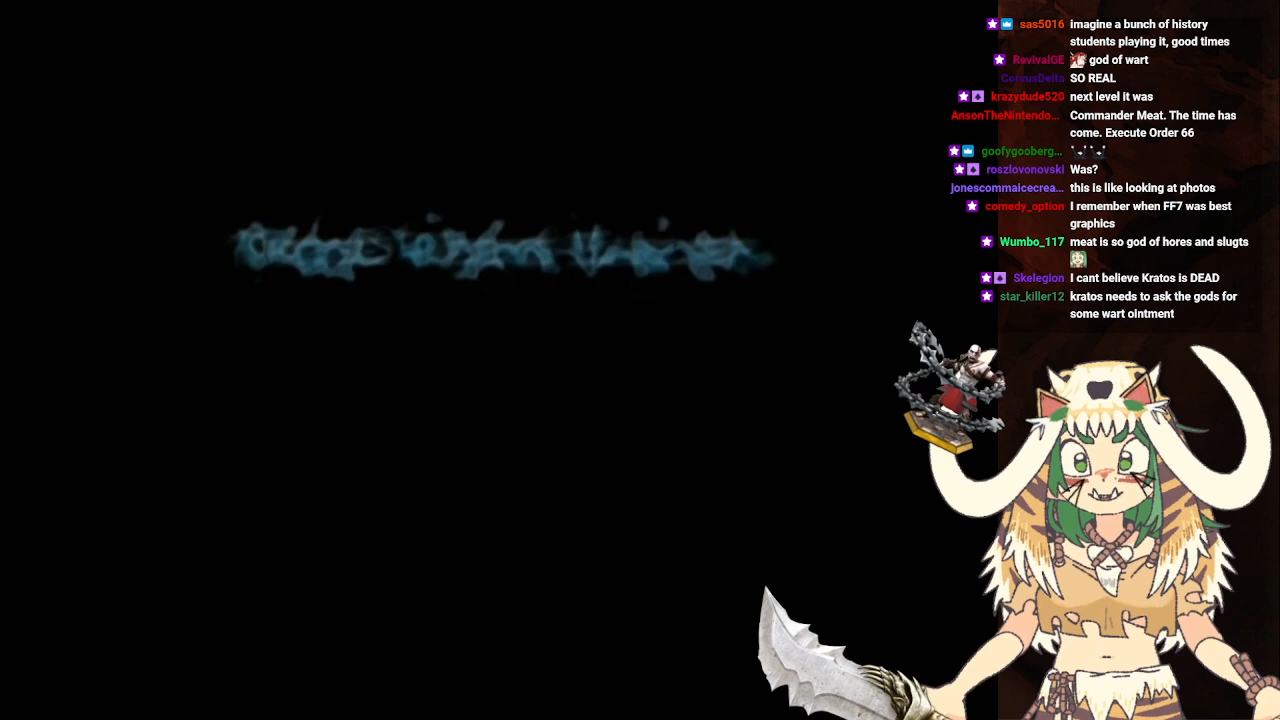 sas5016 imagine a bunch of history
students playing it, good times
RevivalGE god of wart
CorvusDelta SO REAL
krazydude520 next level it was
AnsonTheNintendo... Commander Meat. The time has
come. Execute Order 66
goofygooberg...
roszlovonovski Was?
jonescommaicecrea... this is like looking at photos
comedy_option I remember when FF7 was best
graphics
Wumbo_117 meat is so god of hores and slugts
Skelegion I cant believe Kratos is DEAD
star_killer12 kratos needs to ask the gods for
some wart ointment